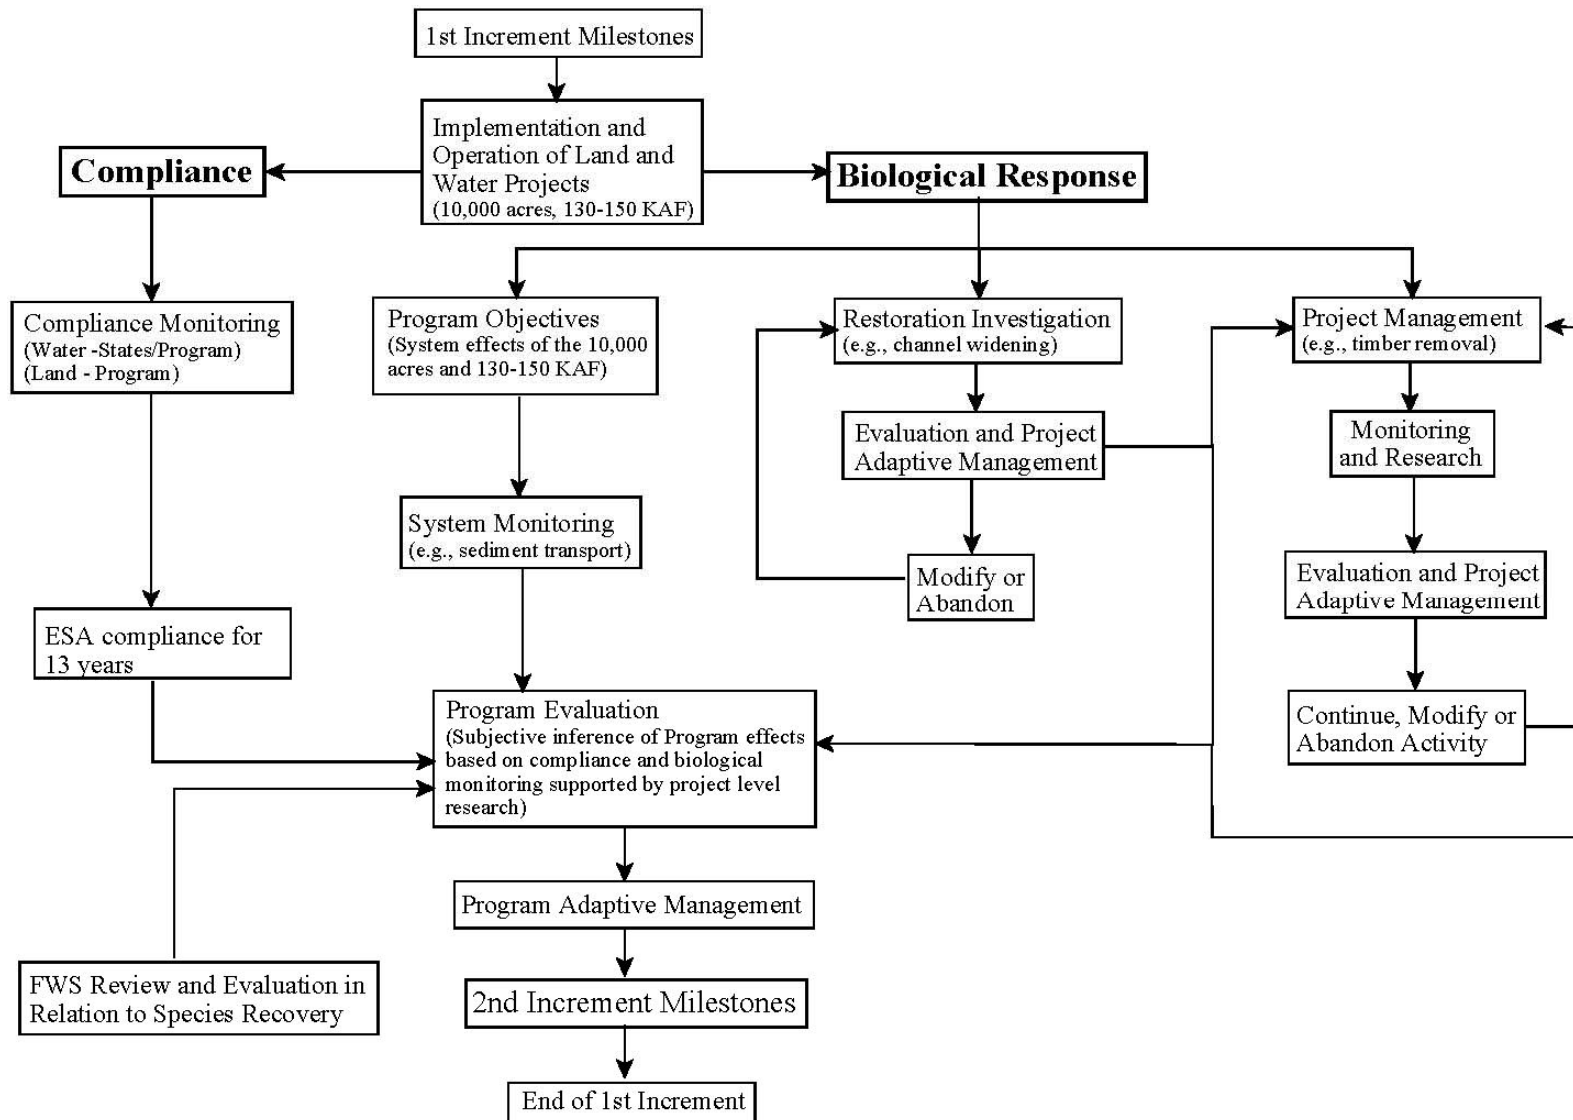 1st Increment Milestones
Implementation and
Operation of Land and
Water Projects
(10,000 acres, 130-150 KAF)
Compliance
Biological Response
Compliance Monitoring
(Water -States/Program)
(Land - Program)
Program Objectives
(System effects of the 10,000
acres and 130-150 KAF)
Restoration Investigation
(e.g., channel widening)
Project Management
(e.g., timber removal)
Evaluation and Project
Adaptive Management
Monitoring
and Research
System Monitoring
(e.g., sediment transport)
Modify or
Abandon
Evaluation and Project
Adaptive Management
ESA compliance for
13 years
Program Evaluation
(Subjective inference of Program effects
based on compliance and biological
monitoring supported by project level
research)
Continue, Modify or
Abandon Activity
Program Adaptive Management
FWS Review and Evaluation in
Relation to Species Recovery
2nd Increment Milestones
End of 1st Increment